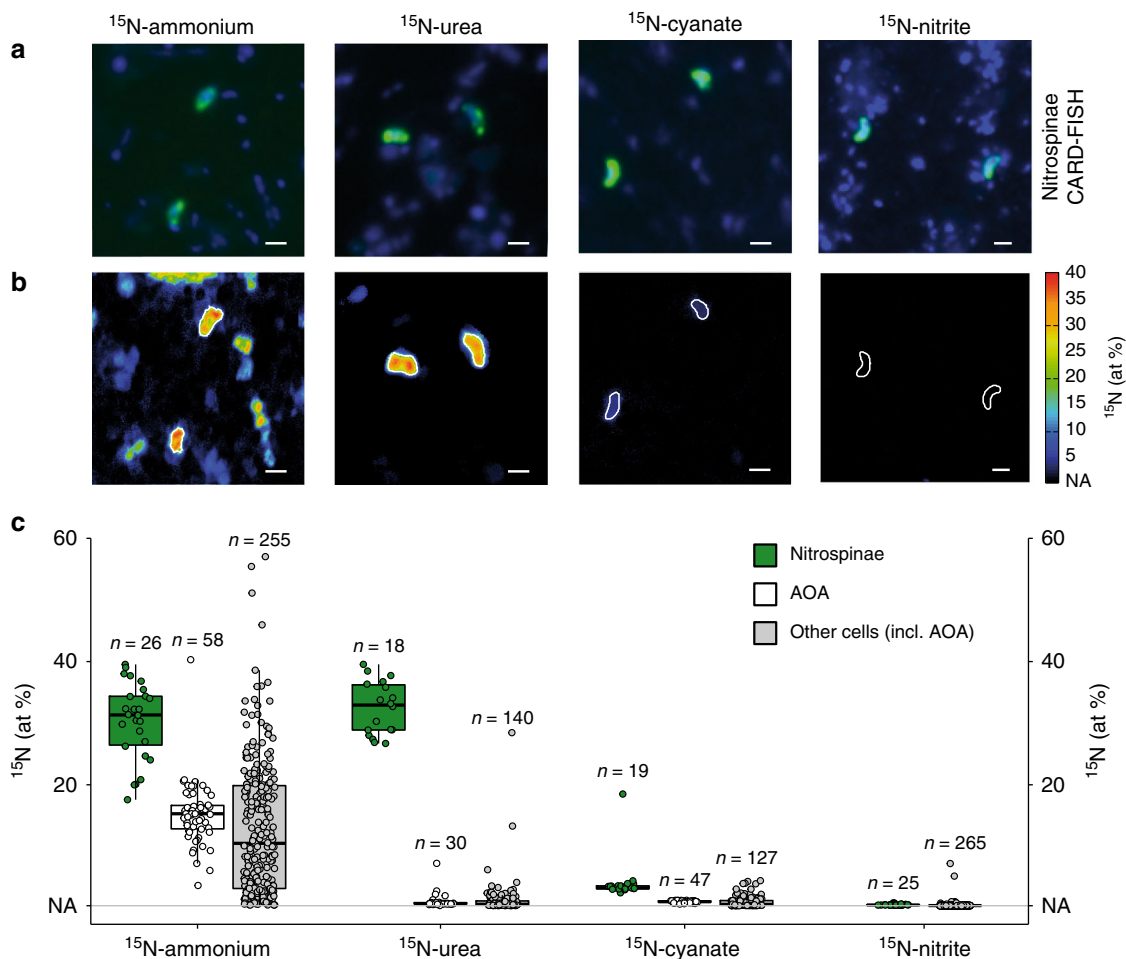 ¹⁵N-ammonium ¹⁵N-urea ¹⁵N-cyanate ¹⁵N-nitrite
a
Nitrospinae
CARD-FISH
b
40
35
30
25
20
15
10
5
NA
¹⁵N (at %)
c
60 60
n = 255
Nitrospinae
AOA
Other cells (incl. AOA)
n = 26 n = 58 n = 18
40 40
n = 140
¹⁵N (at %) ¹⁵N (at %)
n = 19
20 20
n = 30 n = 47 n = 127 n = 25 n = 265
NA NA
¹⁵N-ammonium ¹⁵N-urea ¹⁵N-cyanate ¹⁵N-nitrite